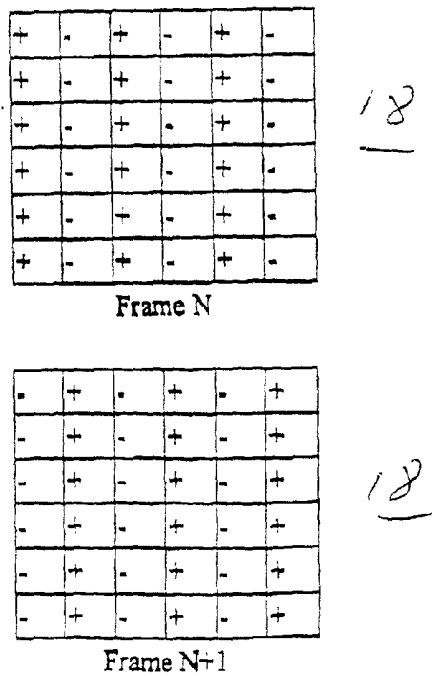 + - + - + -
+ - + - + -
+ - + - + -
18
+ - + - + -
+ - + - + -
+ - + - + -
Frame N
- + - + - +
- + - + - +
- + - + - +
18
- + - + - +
- + - + - +
- + - + - +
Frame N+1